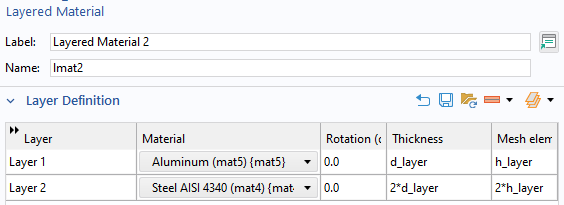 Layered Material
Label: Layered Material 2
Name: lmat2
Layer Definition
Layer Material Rotation (c Thickness Mesh elem
Layer 1 Aluminum (mat5) {mat5} 0.0 d_layer h_layer
Layer 2 Steel AISI 4340 (mat4) {mat 0.0 2*d_layer 2*h_layer